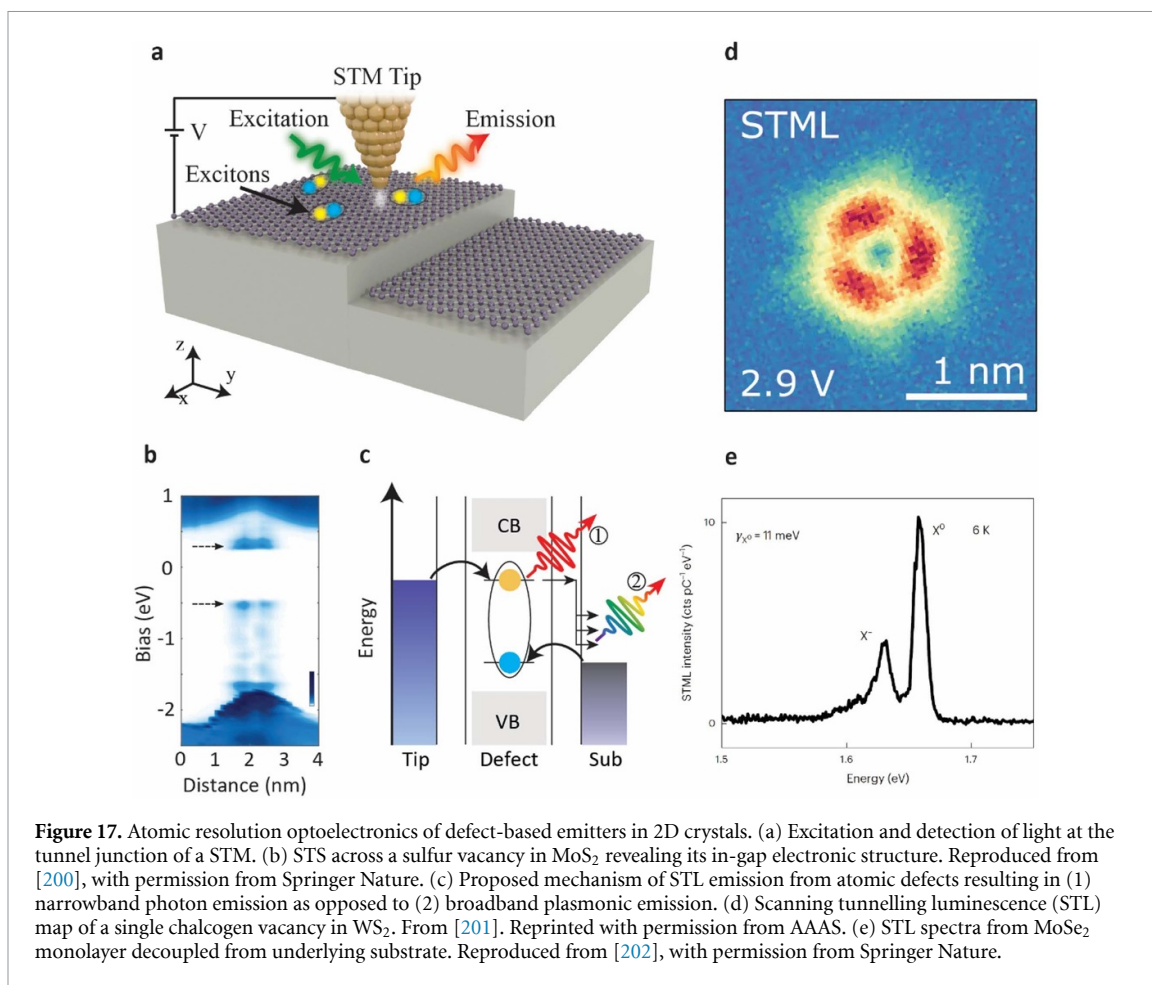 a
STM Tip
V
Excitation
Emission
Excitons
z
y
x
d
STML
2.9 V
1 nm
b
1
0
-1
-2
Bias (eV)
0 1 2 3 4
Distance (nm)
c
Energy
CB
①
②
VB
Tip
Defect
Sub
e
10
0
STML intensity (cts pC⁻¹ eV⁻¹)
γX⁰ = 11 meV
X⁰
6 K
X⁻
1.5
1.6
1.7
Energy (eV)
Figure 17. Atomic resolution optoelectronics of defect-based emitters in 2D crystals. (a) Excitation and detection of light at the
tunnel junction of a STM. (b) STS across a sulfur vacancy in MoS₂ revealing its in-gap electronic structure. Reproduced from
[200], with permission from Springer Nature. (c) Proposed mechanism of STL emission from atomic defects resulting in (1)
narrowband photon emission as opposed to (2) broadband plasmonic emission. (d) Scanning tunnelling luminescence (STL)
map of a single chalcogen vacancy in WS₂. From [201]. Reprinted with permission from AAAS. (e) STL spectra from MoSe₂
monolayer decoupled from underlying substrate. Reproduced from [202], with permission from Springer Nature.